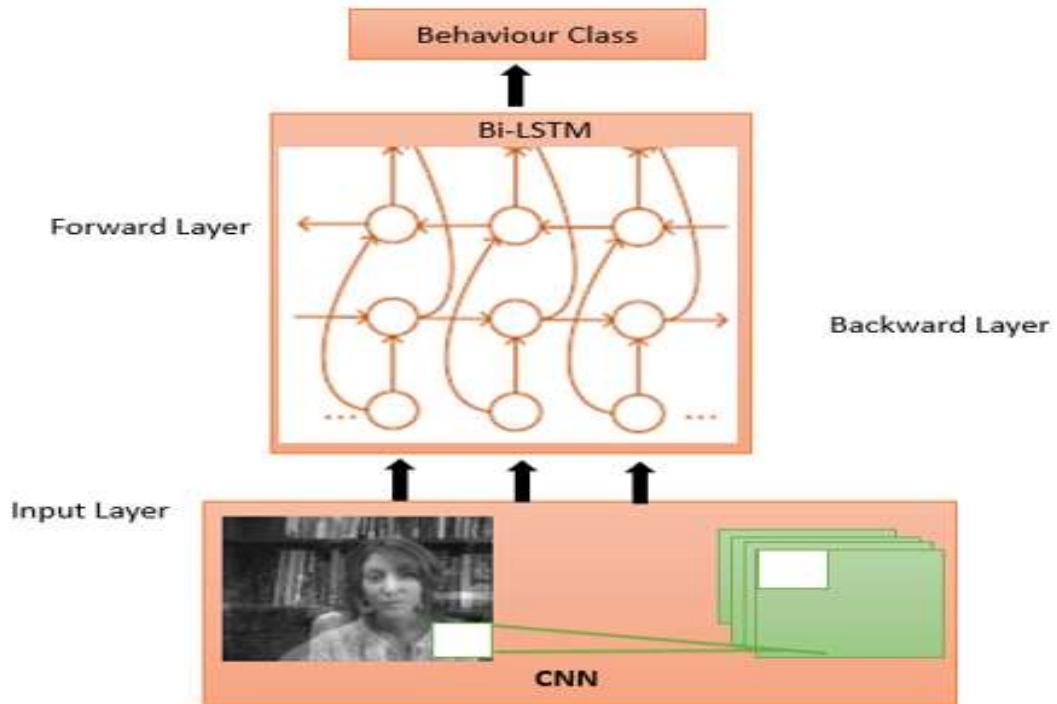 Behaviour Class
Bi-LSTM
Forward Layer
Backward Layer
...
...
Input Layer
CNN